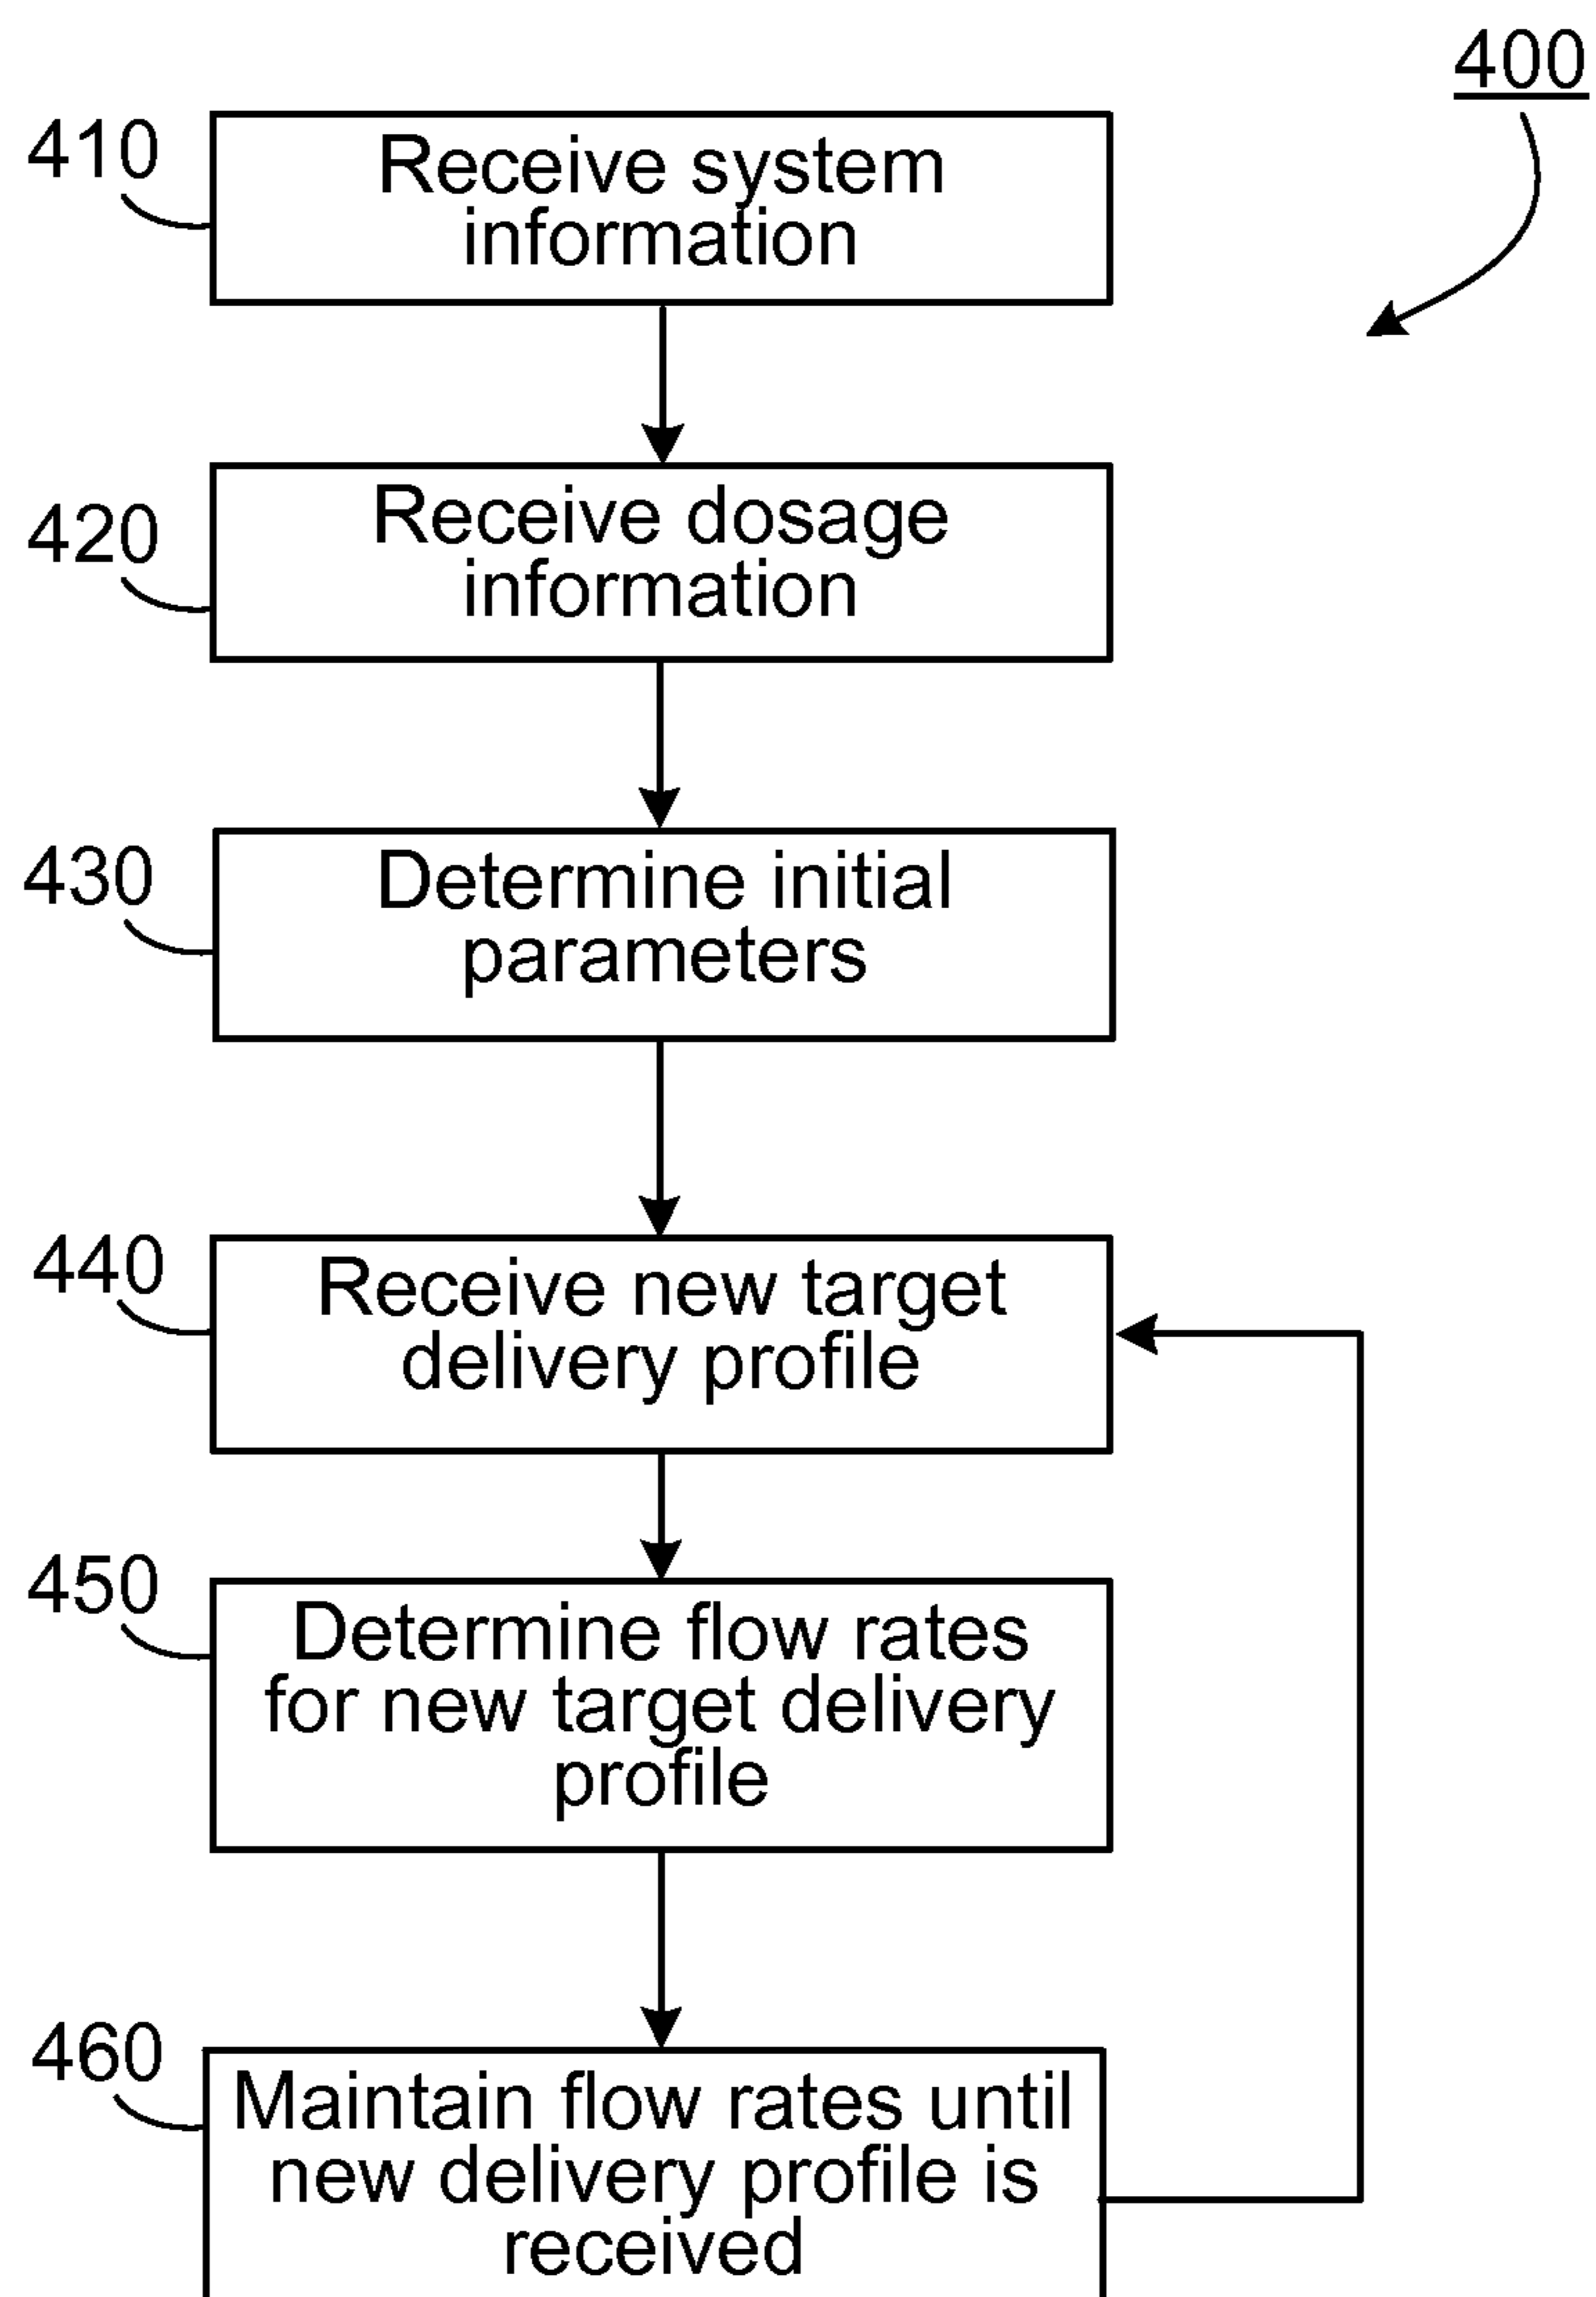 400
410
Receive system
information
420
Receive dosage
information
430
Determine initial
parameters
440
Receive new target
delivery profile
450
Determine flow rates
for new target delivery
profile
460
Maintain flow rates until
new delivery profile is
received